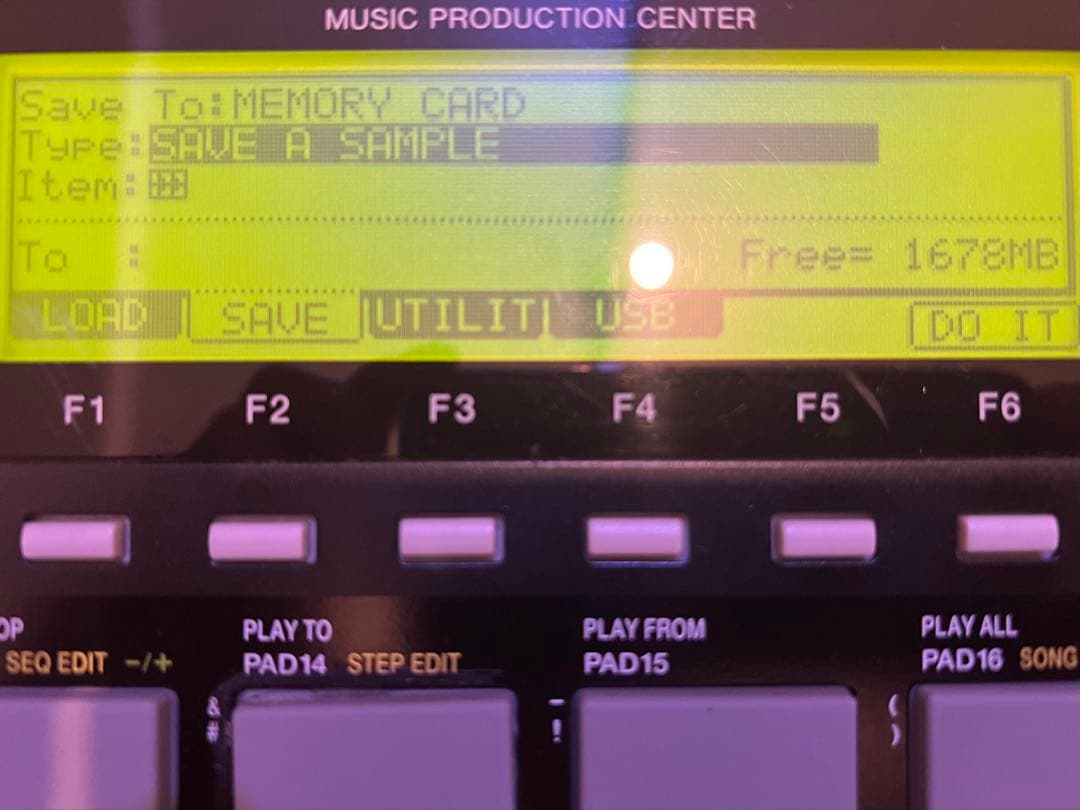 MUSIC PRODUCTION CENTER
Save To:MEMORY CARD
Type:SAVE A SAMPLE
Item:
To : Free= 1678MB
LOAD SAVE UTILIT USB DO IT
F1 F2 F3 F4 F5 F6
OP PLAY TO PLAY FROM PLAY ALL
SEQ EDIT -/+ PAD14 STEP EDIT PAD15 PAD16 SONG
& - (
# ! )